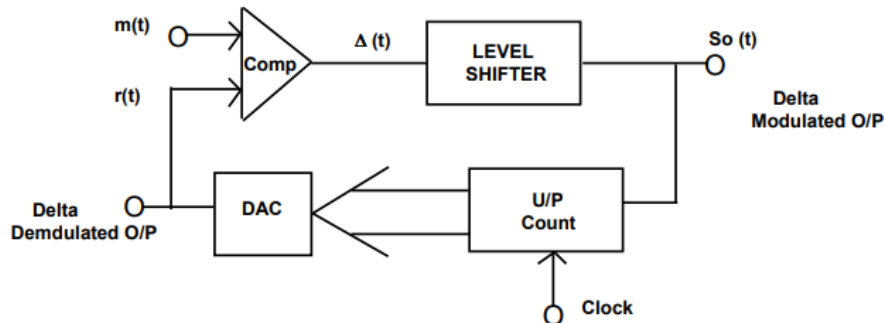 m(t)
Δ (t)
So (t)
Comp
LEVEL
SHIFTER
r(t)
Delta
Modulated O/P
Delta
Demdulated O/P
DAC
U/P
Count
Clock